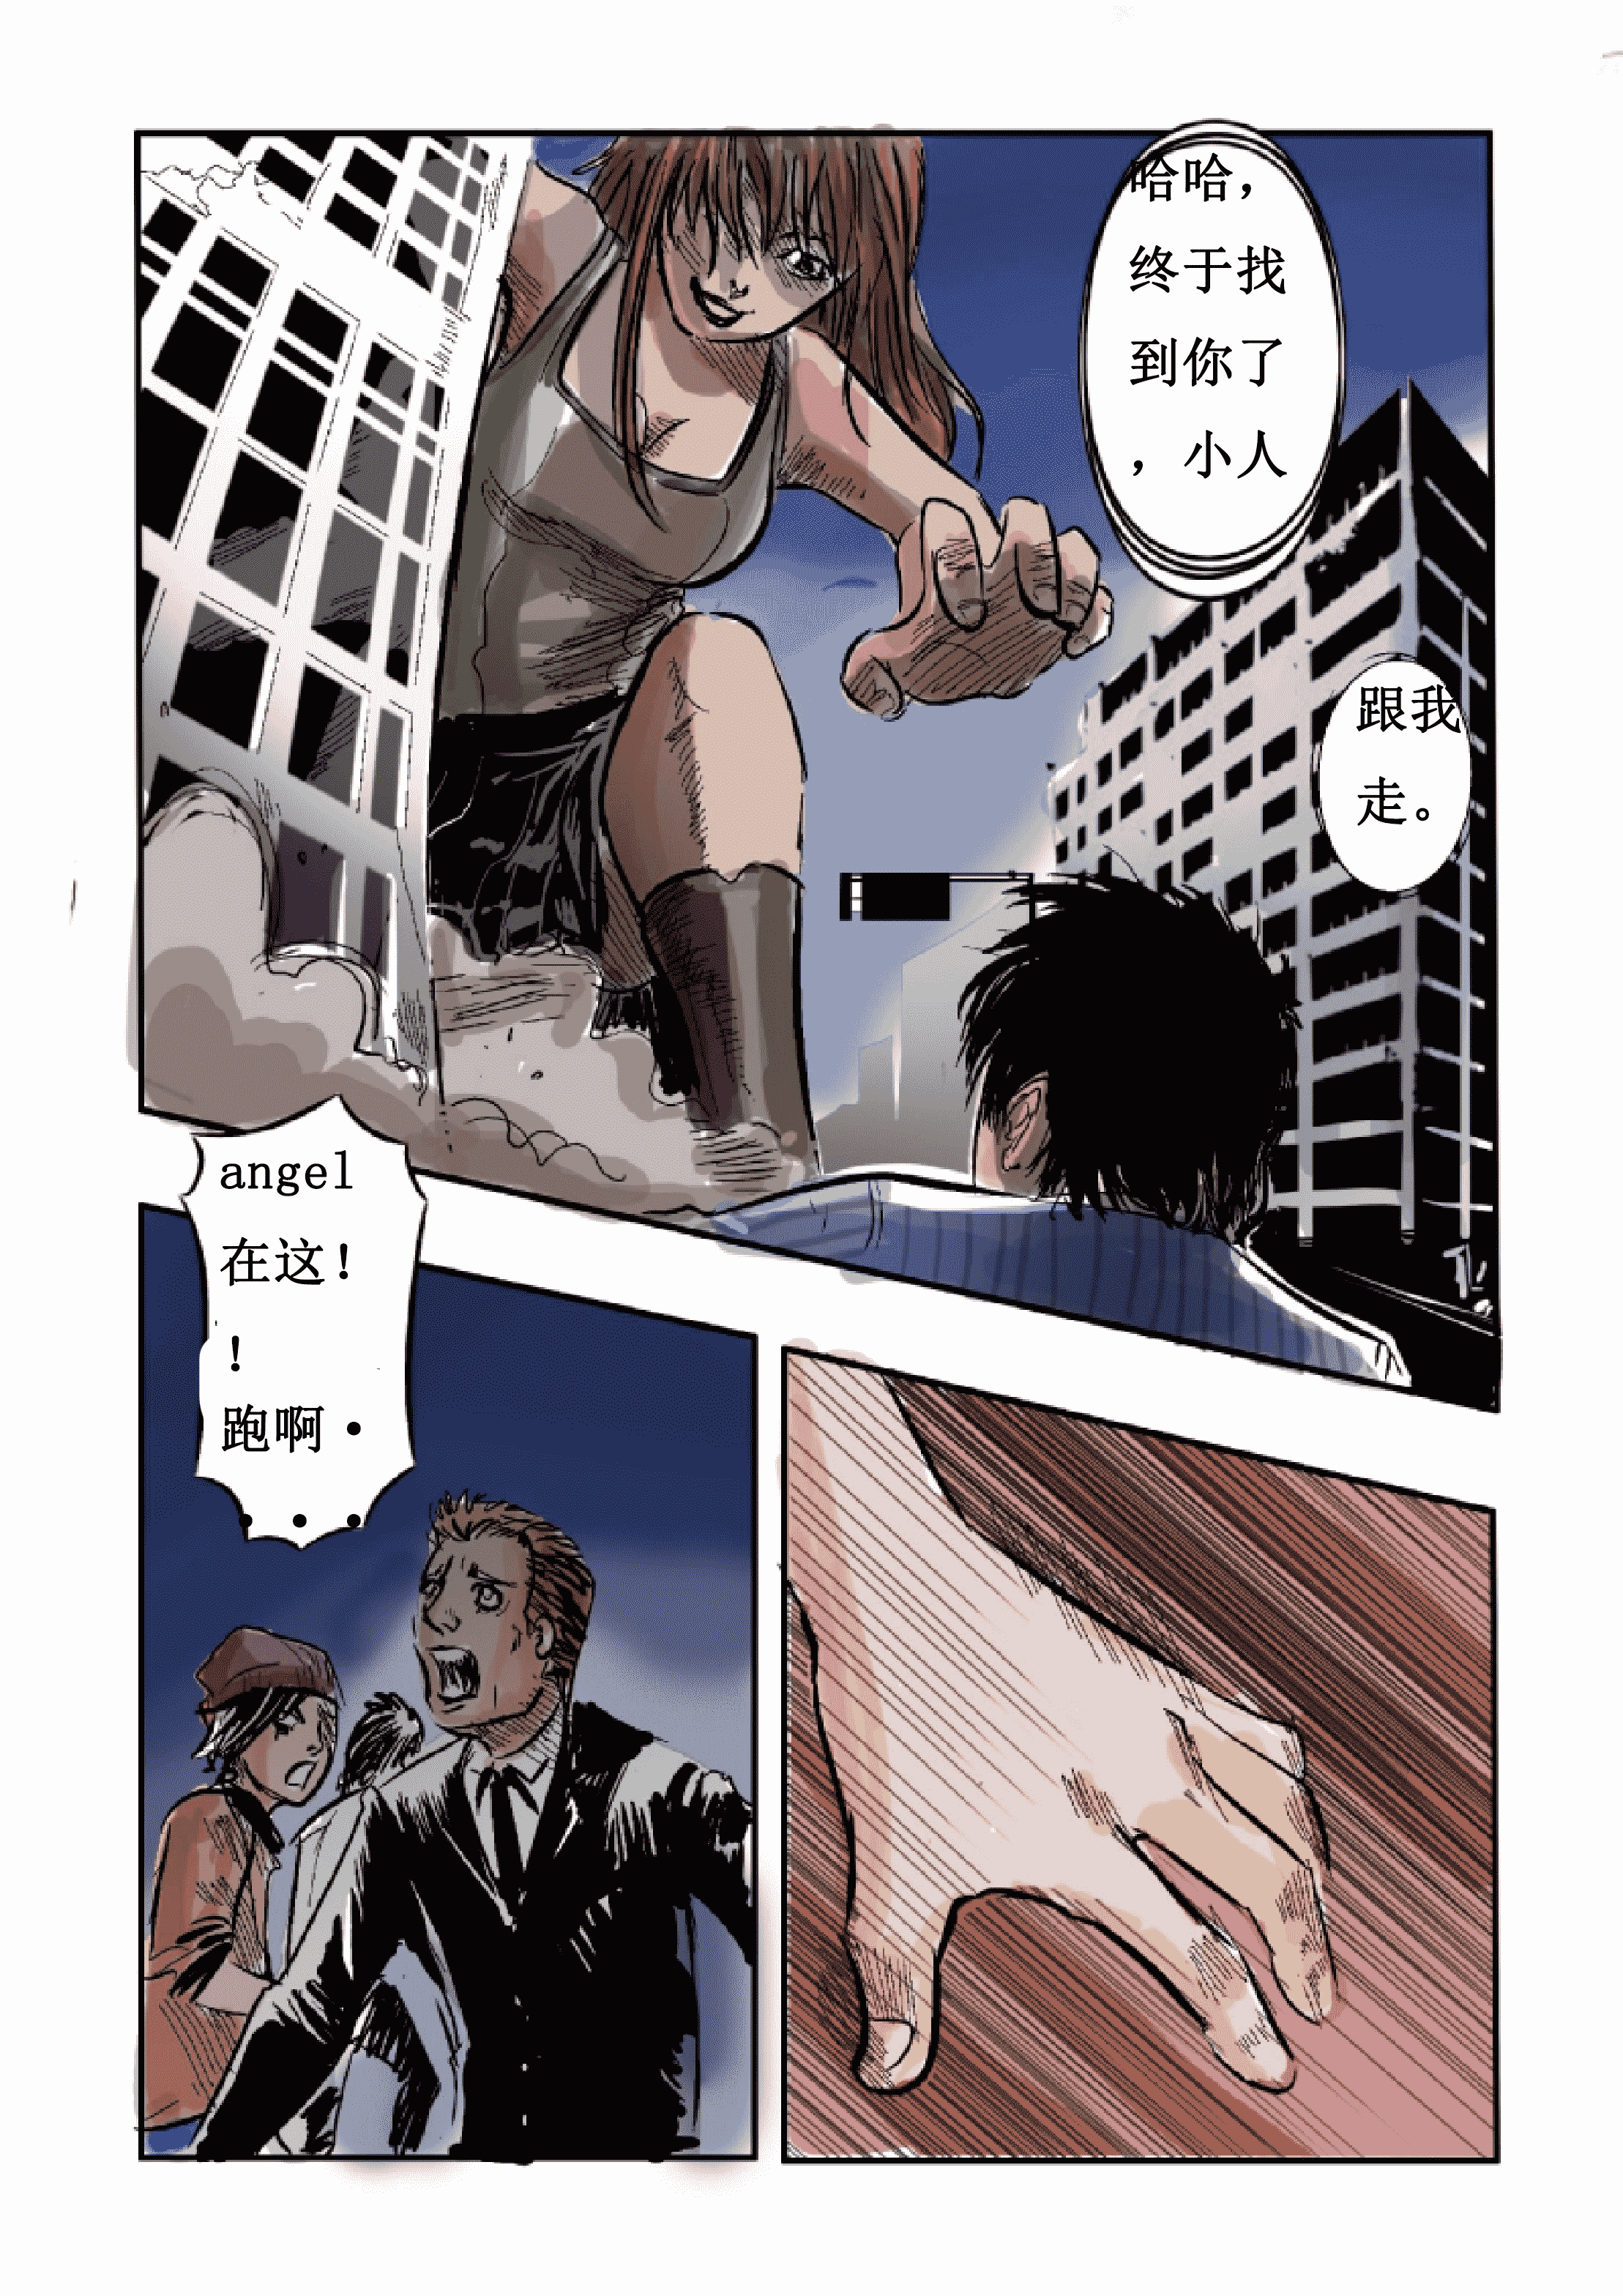 哈哈，
终于找
到你了
，小人
跟我
走。
angel
在这！
！
跑啊·
···